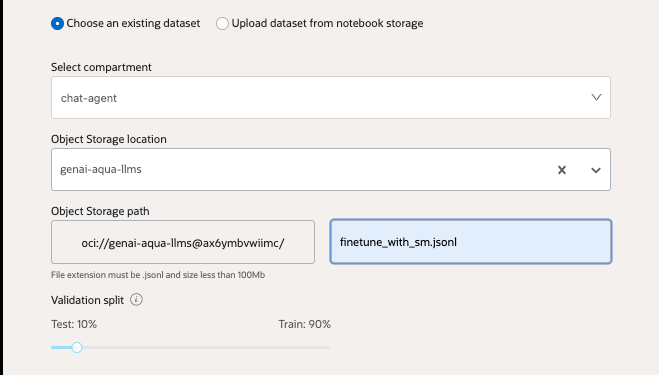 Choose an existing dataset Upload dataset from notebook storage
Select compartment
chat-agent
Object Storage location
genai-aqua-llms
Object Storage path
oci://genai-aqua-llms@ax6ymbvwiimc/ finetune_with_sm.jsonl
File extension must be .jsonl and size less than 100Mb
Validation split
Test: 10% Train: 90%